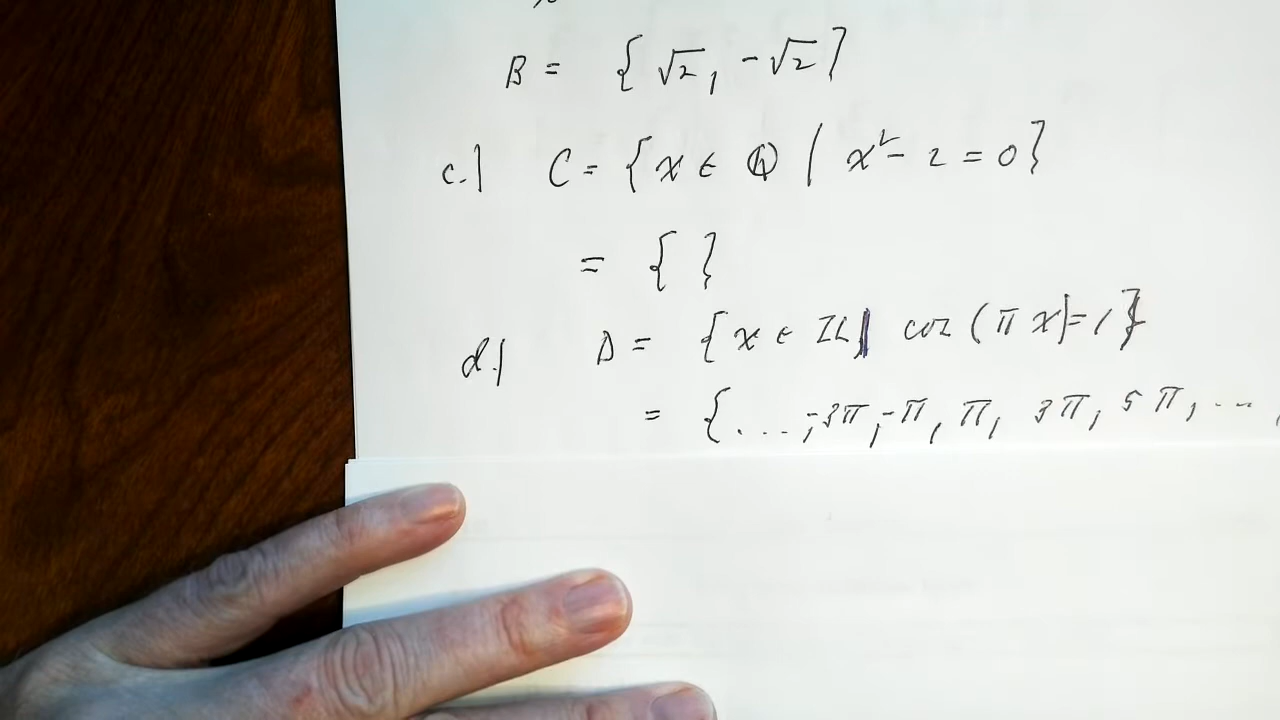 B = { √2, -√2 }
c.) C = { x ∈ ℚ | x² - 2 = 0 }
= { }
d.) D = { x ∈ ℤ | cos (π x) = 1 }
= { ..., -3π, -π, π, 3π, 5π, ...